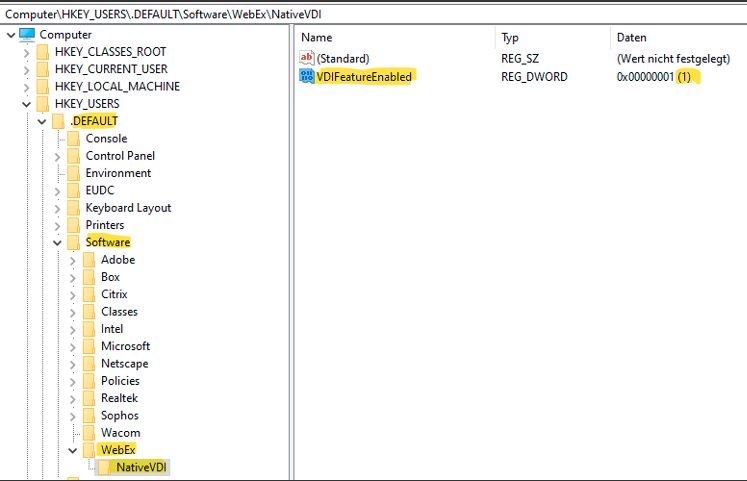 Computer\HKEY_USERS\.DEFAULT\Software\WebEx\NativeVDI
Computer
HKEY_CLASSES_ROOT
HKEY_CURRENT_USER
HKEY_LOCAL_MACHINE
HKEY_USERS
.DEFAULT
Console
Control Panel
Environment
EUDC
Keyboard Layout
Printers
Software
Adobe
Box
Citrix
Classes
Intel
Microsoft
Netscape
Policies
Realtek
Sophos
Wacom
WebEx
NativeVDI
Name Typ Daten
ab (Standard) REG_SZ (Wert nicht festgelegt)
VDIFeatureEnabled REG_DWORD 0x00000001 (1)